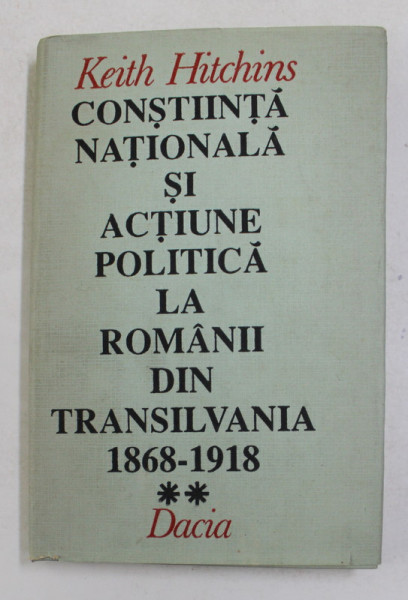 Keith Hitchins
CONȘTIINȚĂ
NAȚIONALĂ
ȘI
ACȚIUNE
POLITICĂ
LA
ROMÂNII
DIN
TRANSILVANIA
1868-1918
**
Dacia